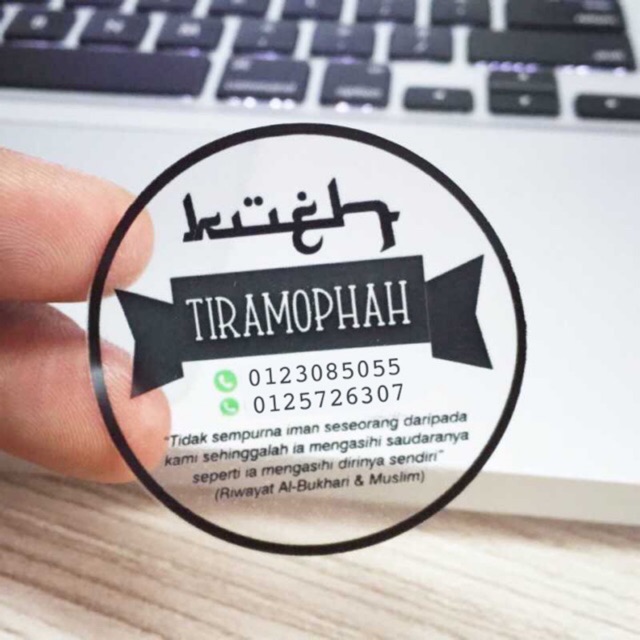 küėh
TIRAMOPHAH
0123085055
0125726307
"Tidak sempurna iman seseorang daripada
kami sehinggalah ia mengasihi saudaranya
seperti ia mengasihi dirinya sendiri"
(Riwayat Al-Bukhari & Muslim)